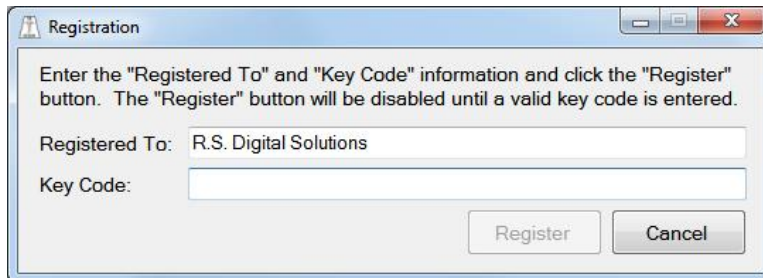 Registration
Enter the "Registered To" and "Key Code" information and click the "Register"
button.  The "Register" button will be disabled until a valid key code is entered.
Registered To: R.S. Digital Solutions
Key Code:
Register Cancel